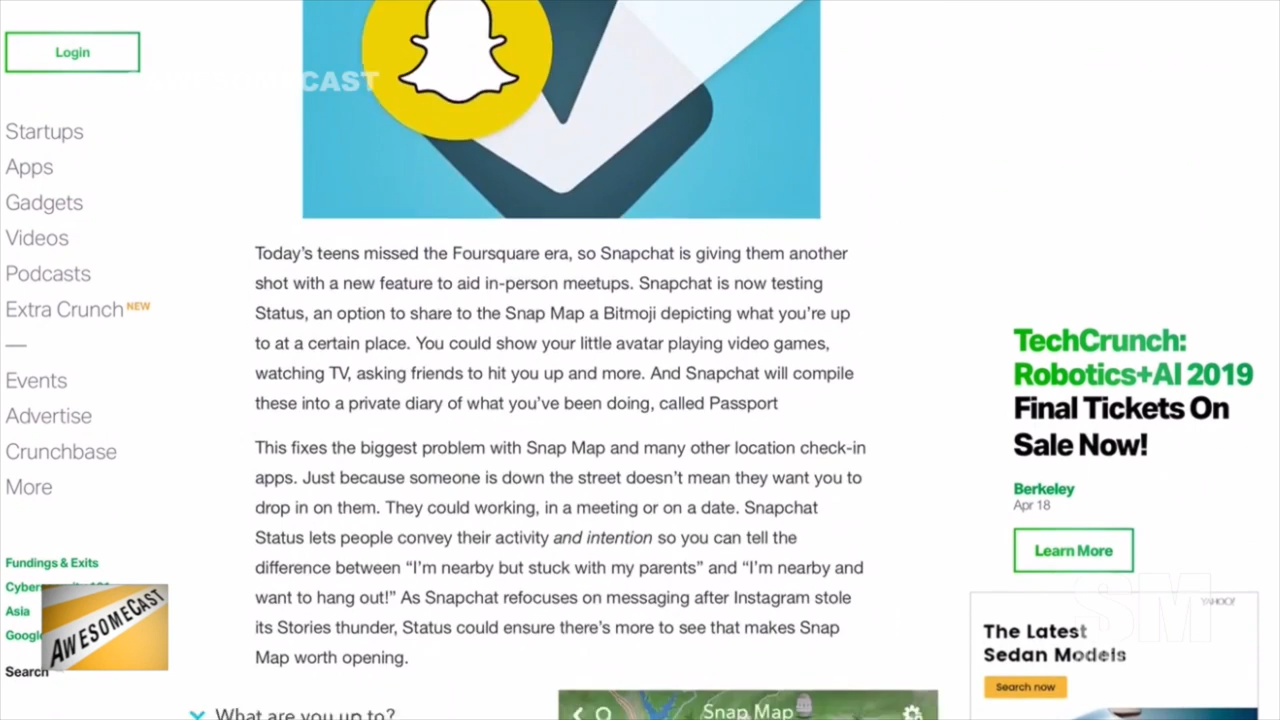 Login
CAST
Startups
Apps
Gadgets
Videos
Podcasts
Extra Crunch NEW
Events
Advertise
Crunchbase
More
Fundings & Exits
Asia
Search
AWESOMECAST
Today's teens missed the Foursquare era, so Snapchat is giving them another
shot with a new feature to aid in-person meetups. Snapchat is now testing
Status, an option to share to the Snap Map a Bitmoji depicting what you're up
to at a certain place. You could show your little avatar playing video games,
watching TV, asking friends to hit you up and more. And Snapchat will compile
these into a private diary of what you've been doing, called Passport
This fixes the biggest problem with Snap Map and many other location check-in
apps. Just because someone is down the street doesn't mean they want you to
drop in on them. They could working, in a meeting or on a date. Snapchat
Status lets people convey their activity and intention so you can tell the
difference between “I'm nearby but stuck with my parents” and “I'm nearby and
want to hang out!” As Snapchat refocuses on messaging after Instagram stole
its Stories thunder, Status could ensure there's more to see that makes Snap
Map worth opening.
What are you up to?
Snap Map
TechCrunch:
Robotics+AI 2019
Final Tickets On
Sale Now!
Berkeley
Apr 18
Learn More
SM
YAHOO!
The Latest
Sedan Models
Search now